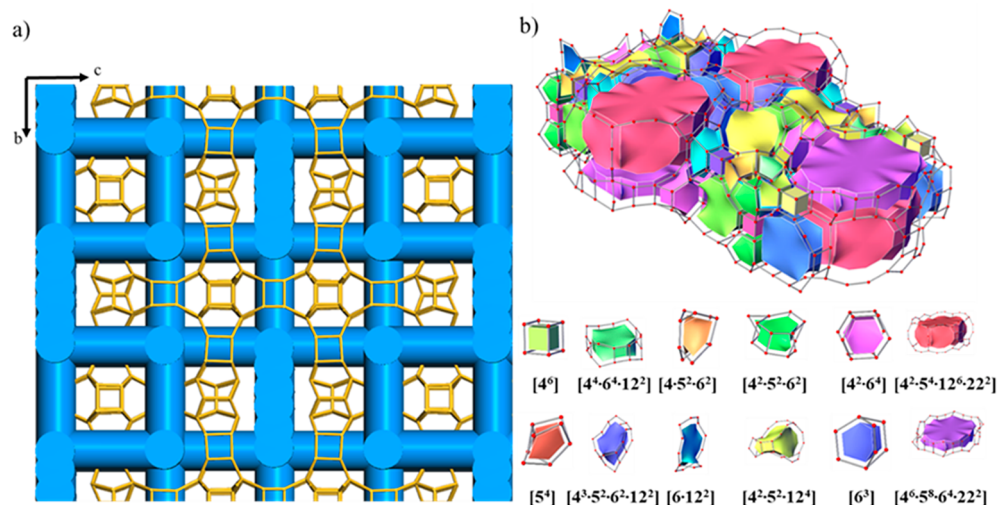 a)
c
b
b)
[4⁶] [4⁴·6⁴·12²] [4·5²·6²] [4²·5²·6²] [4²·6⁴] [4²·5⁴·12⁶·22²]
[5⁴] [4³·5²·6²·12²] [6·12²] [4²·5²·12⁴] [6³] [4⁶·5⁸·6⁴·22²]